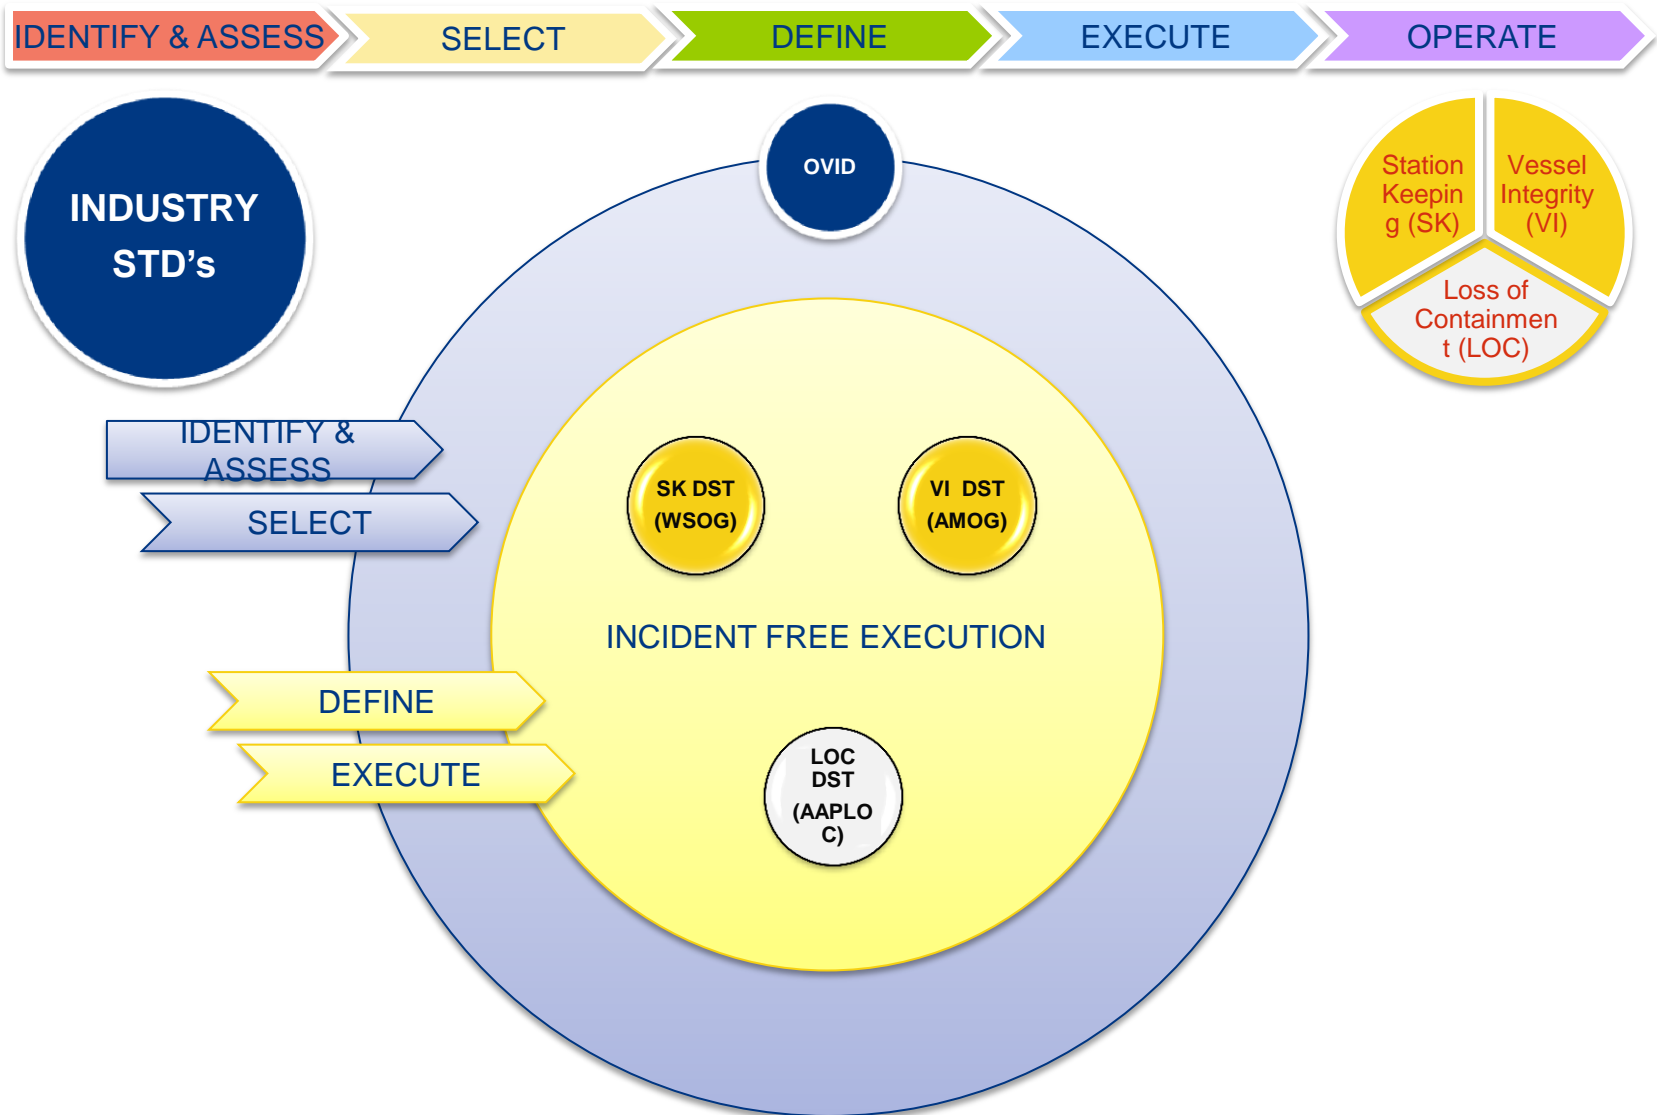 IDENTIFY & ASSESS
SELECT
DEFINE
EXECUTE
OPERATE
INDUSTRY
STD’s
OVID
Station
Keepin
g (SK)
Vessel
Integrity
(VI)
Loss of
Containmen
t (LOC)
IDENTIFY &
ASSESS
SELECT
SK DST
(WSOG)
VI DST
(AMOG)
INCIDENT FREE EXECUTION
DEFINE
EXECUTE
LOC
DST
(AAPLO
C)